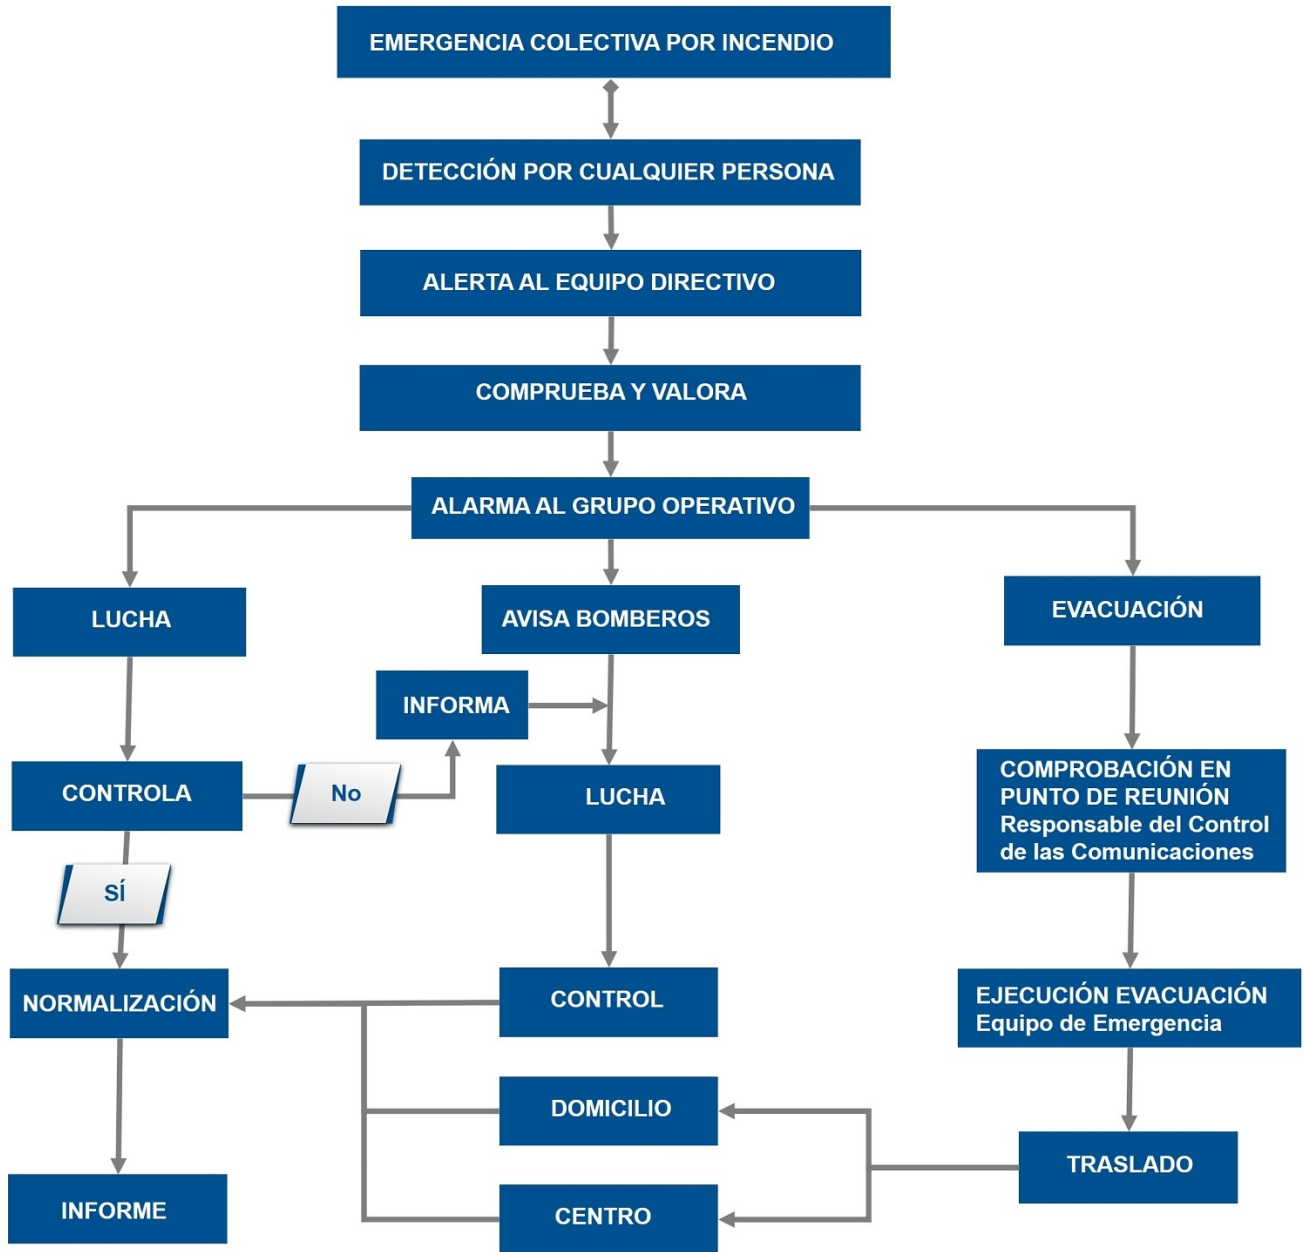 EMERGENCIA COLECTIVA POR INCENDIO
DETECCIÓN POR CUALQUIER PERSONA
ALERTA AL EQUIPO DIRECTIVO
COMPRUEBA Y VALORA
ALARMA AL GRUPO OPERATIVO
LUCHA
AVISA BOMBEROS
EVACUACIÓN
INFORMA
CONTROLA
No
LUCHA
COMPROBACIÓN EN
PUNTO DE REUNIÓN
Responsable del Control
de las Comunicaciones
SÍ
NORMALIZACIÓN
CONTROL
EJECUCIÓN EVACUACIÓN
Equipo de Emergencia
DOMICILIO
TRASLADO
INFORME
CENTRO